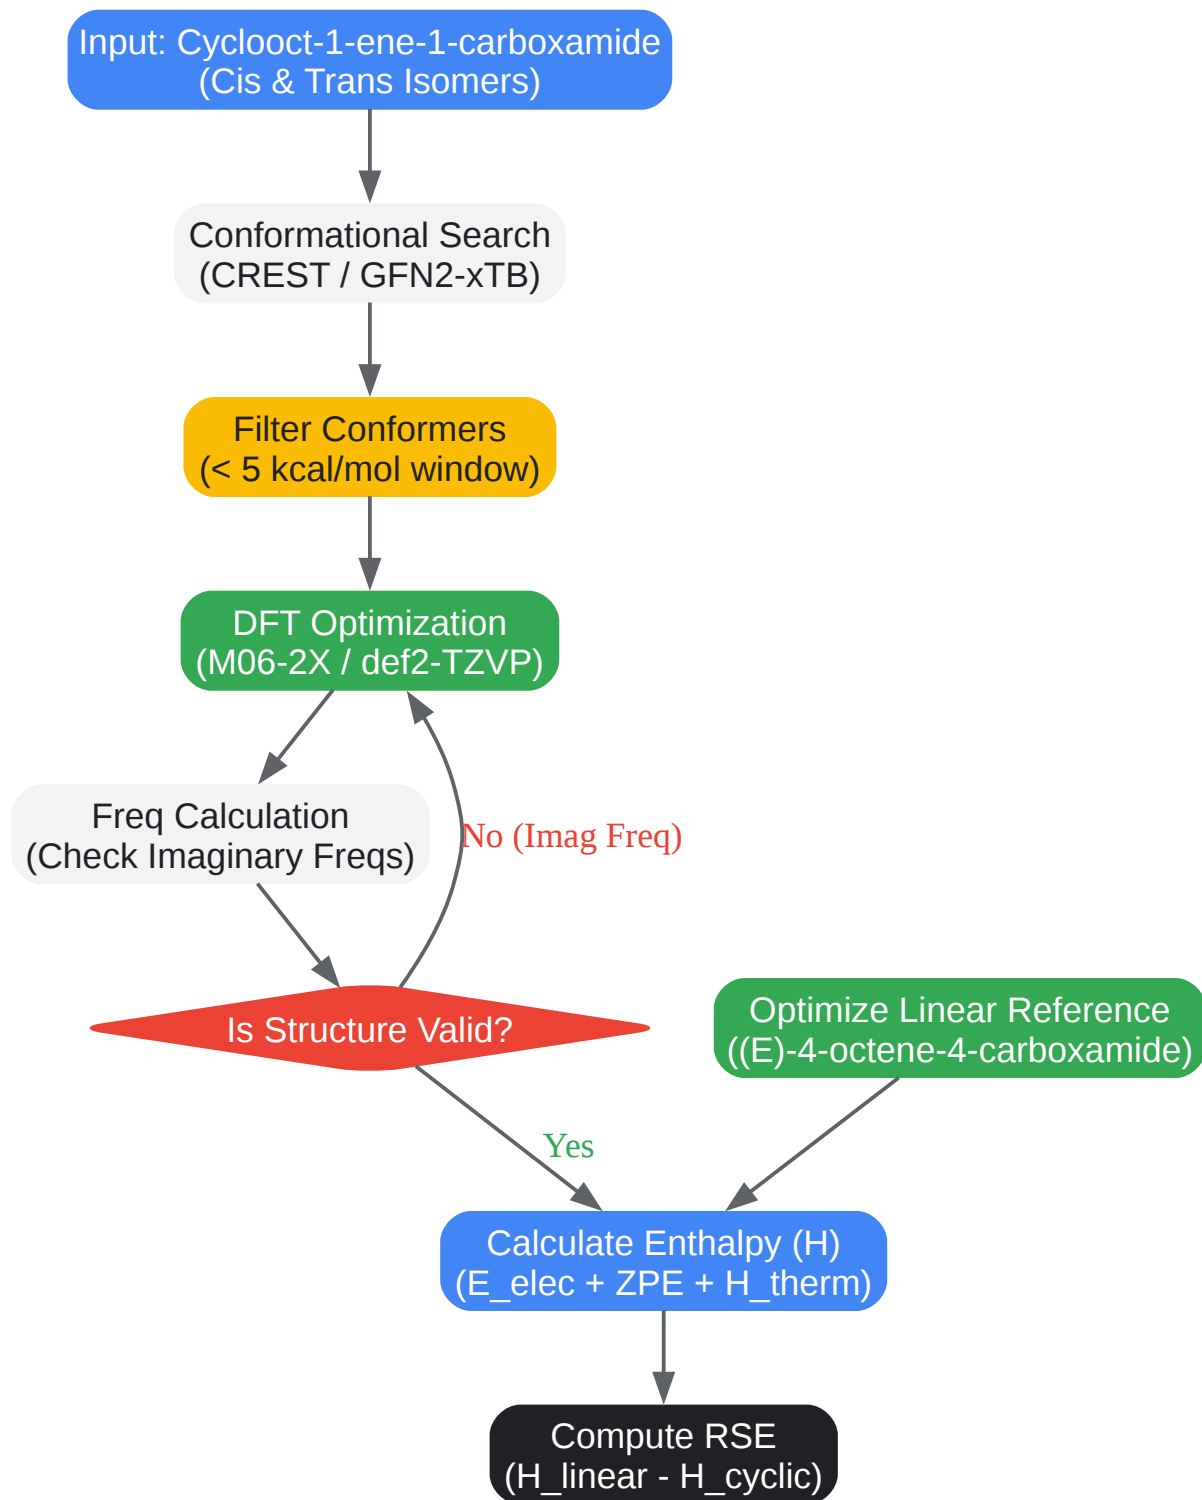 Input: Cyclooct-1-ene-1-carboxamide
(Cis & Trans Isomers)
Conformational Search
(CREST / GFN2-xTB)
Filter Conformers
(< 5 kcal/mol window)
DFT Optimization
(M06-2X / def2-TZVP)
Freq Calculation
(Check Imaginary Freqs)
No (Imag Freq)
Is Structure Valid?
Optimize Linear Reference
((E)-4-octene-4-carboxamide)
Yes
Calculate Enthalpy (H)
(E_elec + ZPE + H_therm)
Compute RSE
(H_linear - H_cyclic)